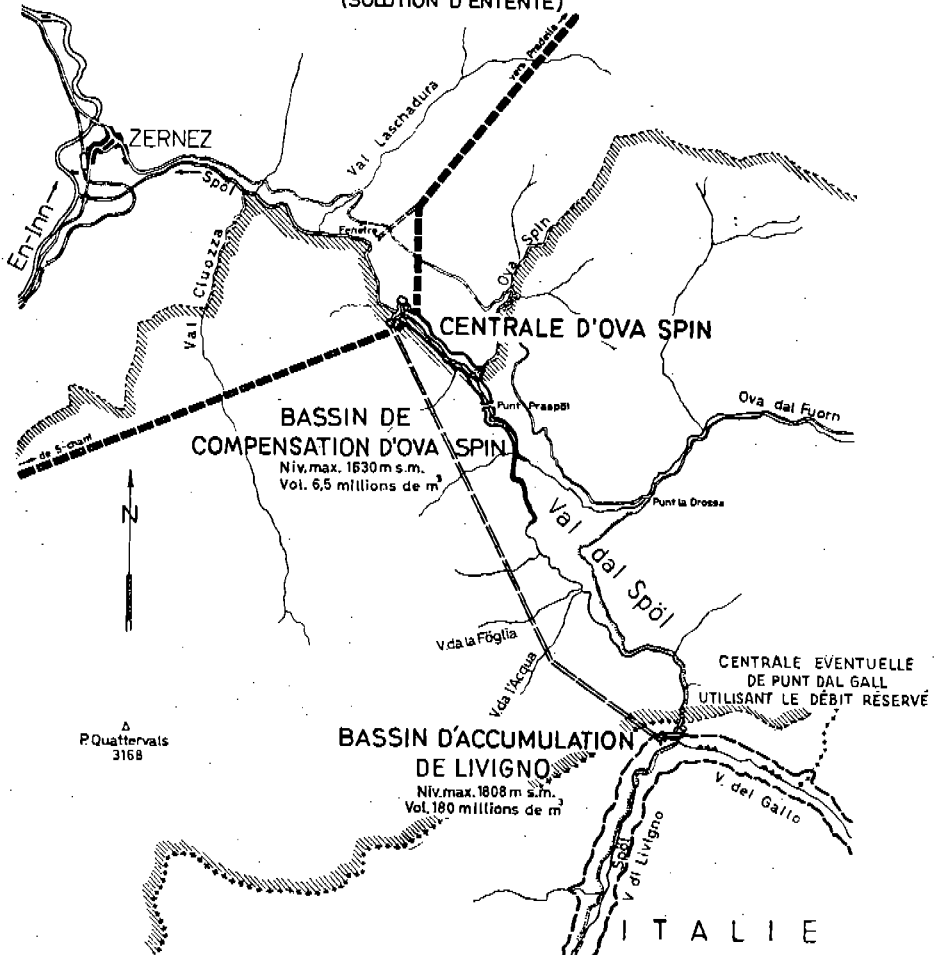 (SOLUTION D'ENTENTE)
vers Pradella
ZERNEZ
Val Laschadura
Spöl
En-Inn
Fenêtre
Ova Spin
Val Cluozza
CENTRALE D'OVA SPIN
BASSIN DE
COMPENSATION D'OVA SPIN
Niv. max. 1630 m s.m.
Vol. 6,5 millions de m³
Punt Praspöl
Ova dal Fuorn
de S-chanf
Punt la Drossa
N
Val dal Spöl
V. da la Föglia
V. da l'Acqua
CENTRALE EVENTUELLE
DE PUNT DAL GALL
UTILISANT LE DÉBIT RÉSERVÉ
P. Quattervals
3168
BASSIN D'ACCUMULATION
DE LIVIGNO
Niv. max. 1808 m s.m.
Vol. 180 millions de m³
V. del Gallo
Spöl
V. di Livigno
ITALIE